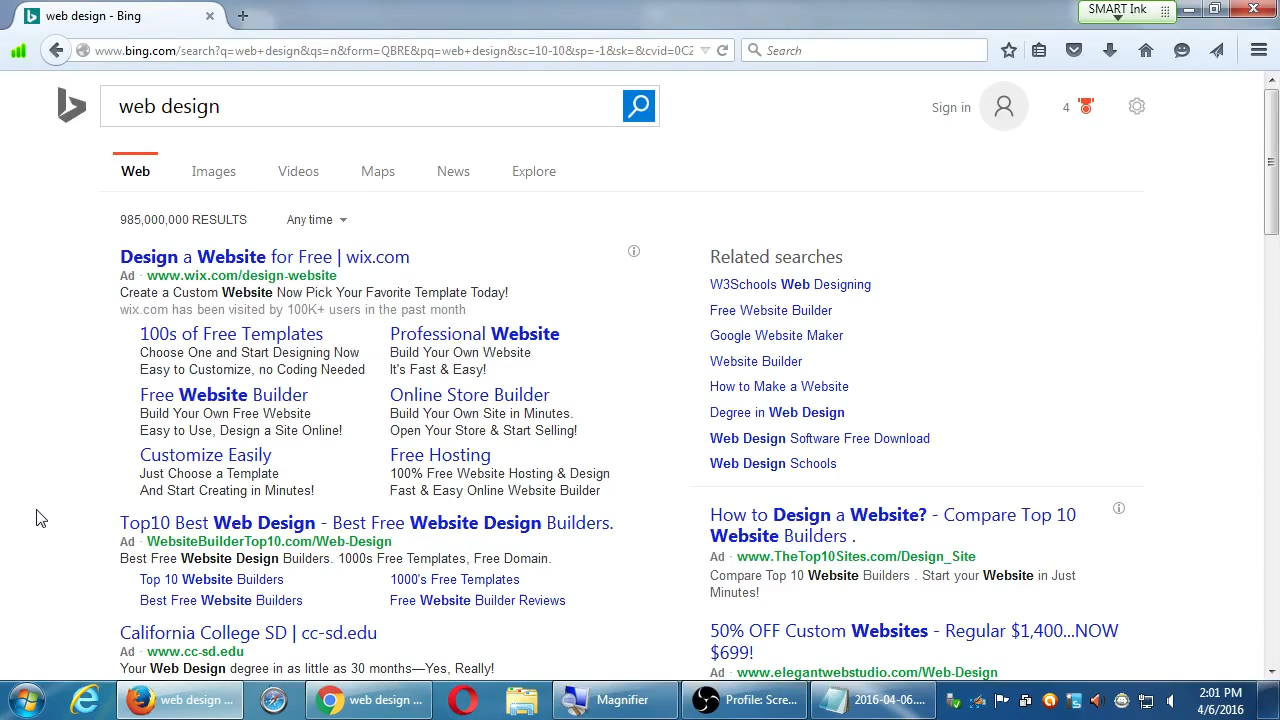 web design - Bing
SMART Ink
www.bing.com/search?q=web+design&qs=n&form=QBRE&pq=web+design&sc=10-10&sp=-1&sk=&cvid=0C2
Search
web design
Sign in
4
Web
Images
Videos
Maps
News
Explore
985,000,000 RESULTS
Any time
Design a Website for Free | wix.com
Ad · www.wix.com/design-website
Create a Custom Website Now Pick Your Favorite Template Today!
wix.com has been visited by 100K+ users in the past month
100s of Free Templates
Choose One and Start Designing Now
Easy to Customize, no Coding Needed
Professional Website
Build Your Own Website
It's Fast & Easy!
Free Website Builder
Build Your Own Free Website
Easy to Use, Design a Site Online!
Online Store Builder
Build Your Own Site in Minutes.
Open Your Store & Start Selling!
Customize Easily
Just Choose a Template
And Start Creating in Minutes!
Free Hosting
100% Free Website Hosting & Design
Fast & Easy Online Website Builder
Top10 Best Web Design - Best Free Website Design Builders.
Ad · WebsiteBuilderTop10.com/Web-Design
Best Free Website Design Builders. 1000s Free Templates, Free Domain.
Top 10 Website Builders
1000's Free Templates
Best Free Website Builders
Free Website Builder Reviews
California College SD | cc-sd.edu
Ad · www.cc-sd.edu
Your Web Design degree in as little as 30 months—Yes, Really!
Related searches
W3Schools Web Designing
Free Website Builder
Google Website Maker
Website Builder
How to Make a Website
Degree in Web Design
Web Design Software Free Download
Web Design Schools
How to Design a Website? - Compare Top 10
Website Builders .
Ad · www.TheTop10Sites.com/Design_Site
Compare Top 10 Website Builders . Start your Website in Just
Minutes!
50% OFF Custom Websites - Regular $1,400...NOW
$699!
Ad · www.elegantwebstudio.com/Web-Design
web design ...
web design ...
Magnifier
Profile: Scre...
2016-04-06....
2:01 PM
4/6/2016